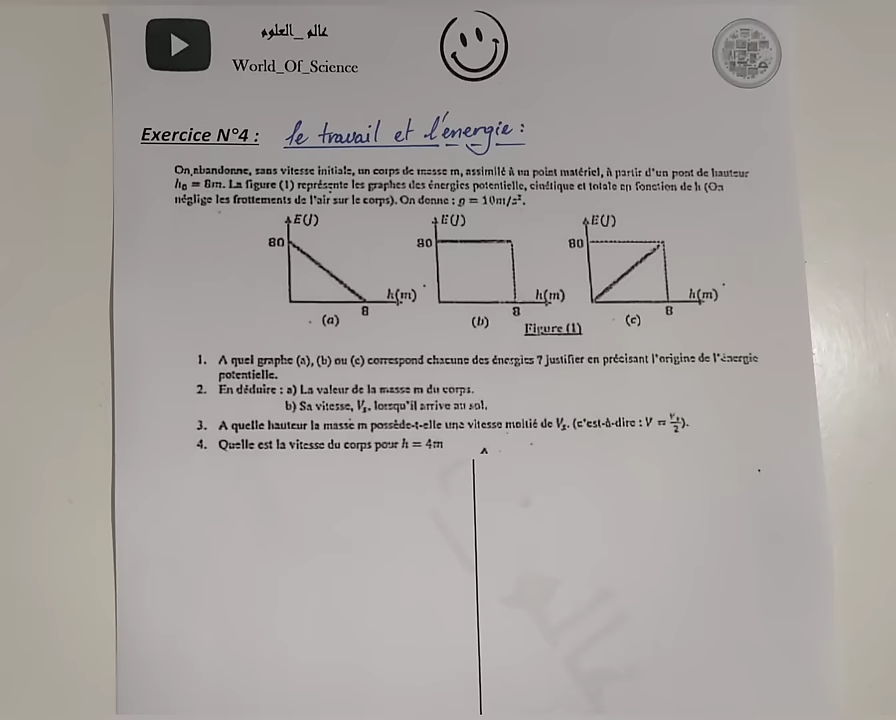 عالم_العلوم
World_Of_Science
Exercice N°4 : le travail et l'énergie :
On abandonne, sans vitesse initiale, un corps de masse m, assimilé à un point matériel, à partir d'un pont de hauteur
h₀ = 8m. La figure (1) représente les graphes des énergies potentielle, cinétique et totale en fonction de h (On
néglige les frottements de l'air sur le corps). On donne : g = 10m/s².
E(J) E(J) E(J)
80 80 80
h(m) h(m) h(m)
8 8 8
(a) (b) Figure (1) (c)
1. A quel graphe (a), (b) ou (c) correspond chacune des énergies ? Justifier en précisant l'origine de l'énergie
potentielle.
2. En déduire : a) La valeur de la masse m du corps.
b) Sa vitesse, Vₛ, lorsqu'il arrive au sol.
3. A quelle hauteur la masse m possède-t-elle une vitesse moitié de Vₛ. (c'est-à-dire : V = Vₛ/2).
4. Quelle est la vitesse du corps pour h = 4m